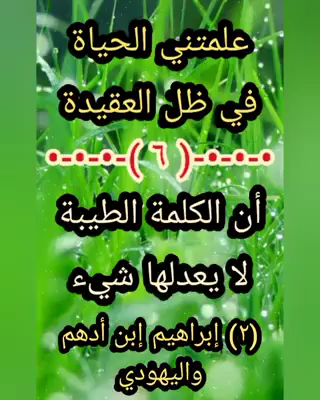 علمتني الحياة
في ظل العقيدة
•-•-•-•-( ٦ )-•-•-•-•
أن الكلمة الطيبة
لا يعدلها شيء
(٢) إبراهيم إبن أدهم
واليهودي